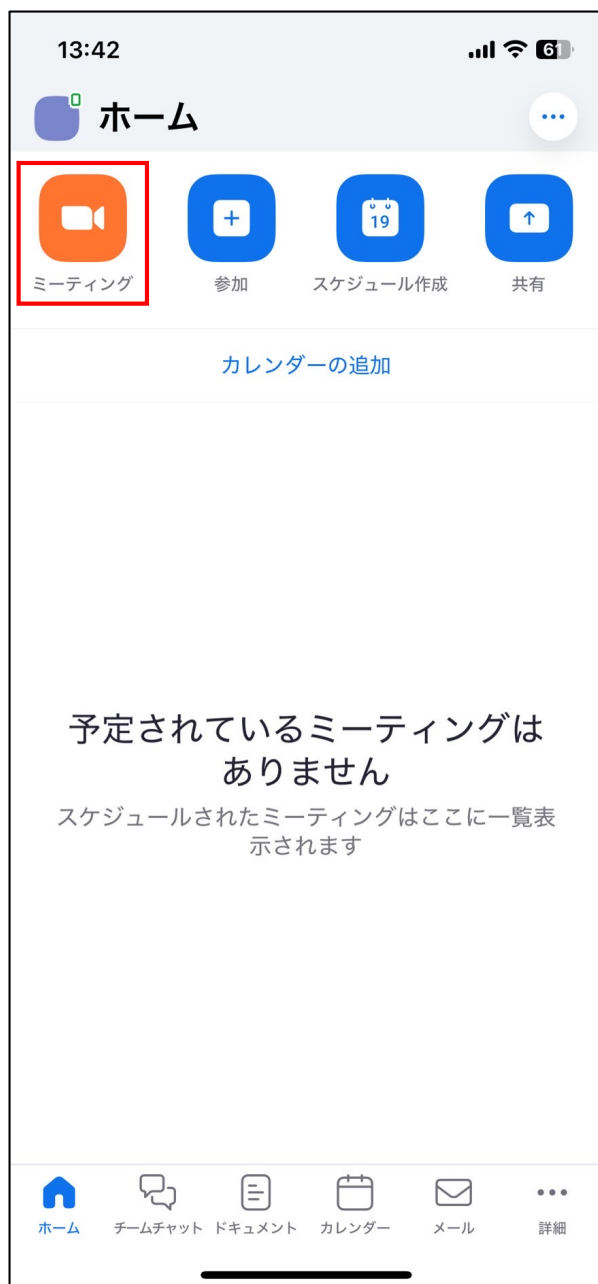 13:42
61
ホーム
19
ミーティング
参加
スケジュール作成
共有
カレンダーの追加
予定されているミーティングは
ありません
スケジュールされたミーティングはここに一覧表
示されます
ホーム
チームチャット
ドキュメント
カレンダー
メール
詳細